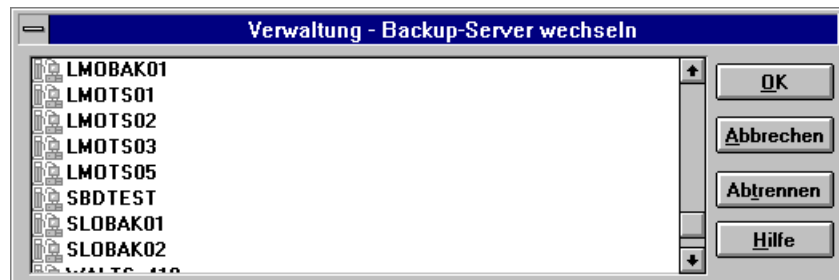 Verwaltung - Backup-Server wechseln
LMOBAK01
LMOTS01
LMOTS02
LMOTS03
LMOTS05
SBDTEST
SLOBAK01
SLOBAK02
OK
Abbrechen
Abtrennen
Hilfe